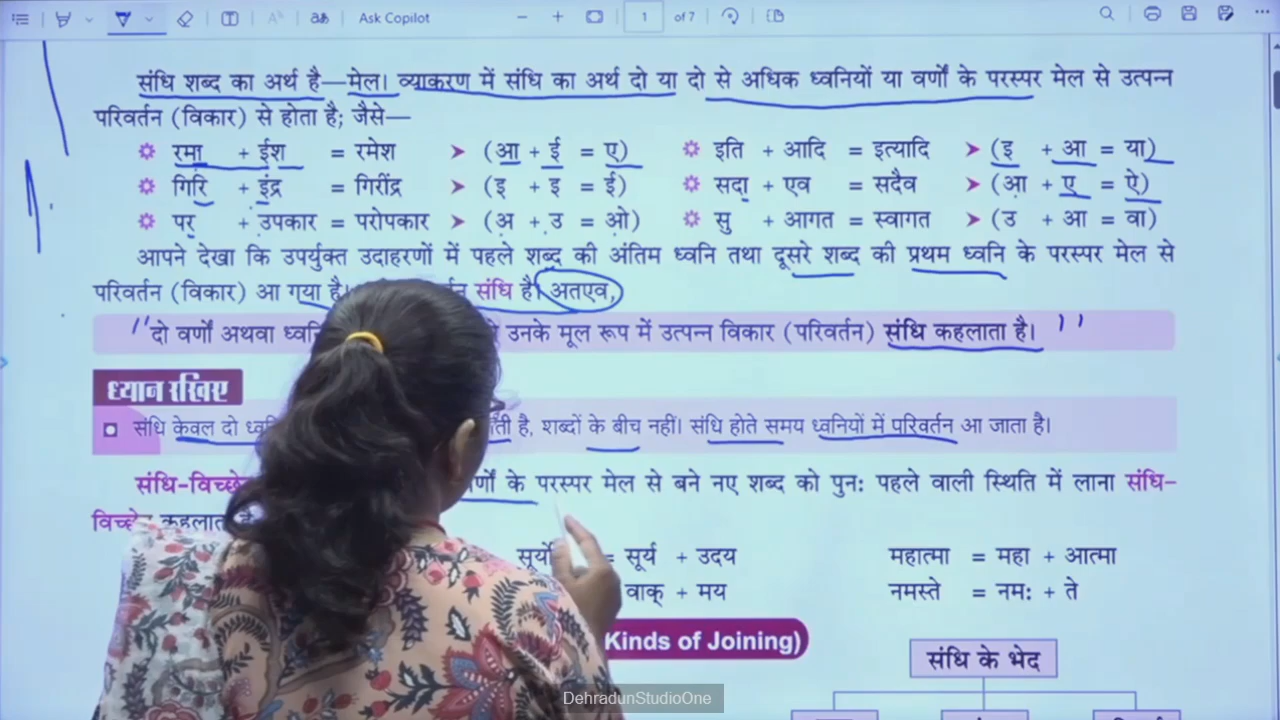 Ask Copilot
1 of 7
संधि शब्द का अर्थ है—मेल। व्याकरण में संधि का अर्थ दो या दो से अधिक ध्वनियों या वर्णों के परस्पर मेल से उत्पन्न
परिवर्तन (विकार) से होता है; जैसे—
रमा + ईश = रमेश (आ + ई = ए) इति + आदि = इत्यादि (इ + आ = या)
गिरि + इंद्र = गिरींद्र (इ + इ = ई) सदा + एव = सदैव (आ + ए = ऐ)
पर + उपकार = परोपकार (अ + उ = ओ) सु + आगत = स्वागत (उ + आ = वा)
आपने देखा कि उपर्युक्त उदाहरणों में पहले शब्द की अंतिम ध्वनि तथा दूसरे शब्द की प्रथम ध्वनि के परस्पर मेल से
परिवर्तन (विकार) आ गया है। संधि है। अतएव,
"दो वर्णों अथवा उनके मूल रूप में उत्पन्न विकार (परिवर्तन) संधि कहलाता है।"
ध्यान रखिए
संधि केवल दो है, शब्दों के बीच नहीं। संधि होते समय ध्वनियों में परिवर्तन आ जाता है।
के परस्पर मेल से बने नए शब्द को पुनः पहले वाली स्थिति में लाना संधि-
कहलाता
= सूर्य + उदय महात्मा = महा + आत्मा
वाक् + मय नमस्ते = नमः + ते
Kinds of Joining)
संधि के भेद
DehradunStudioOne